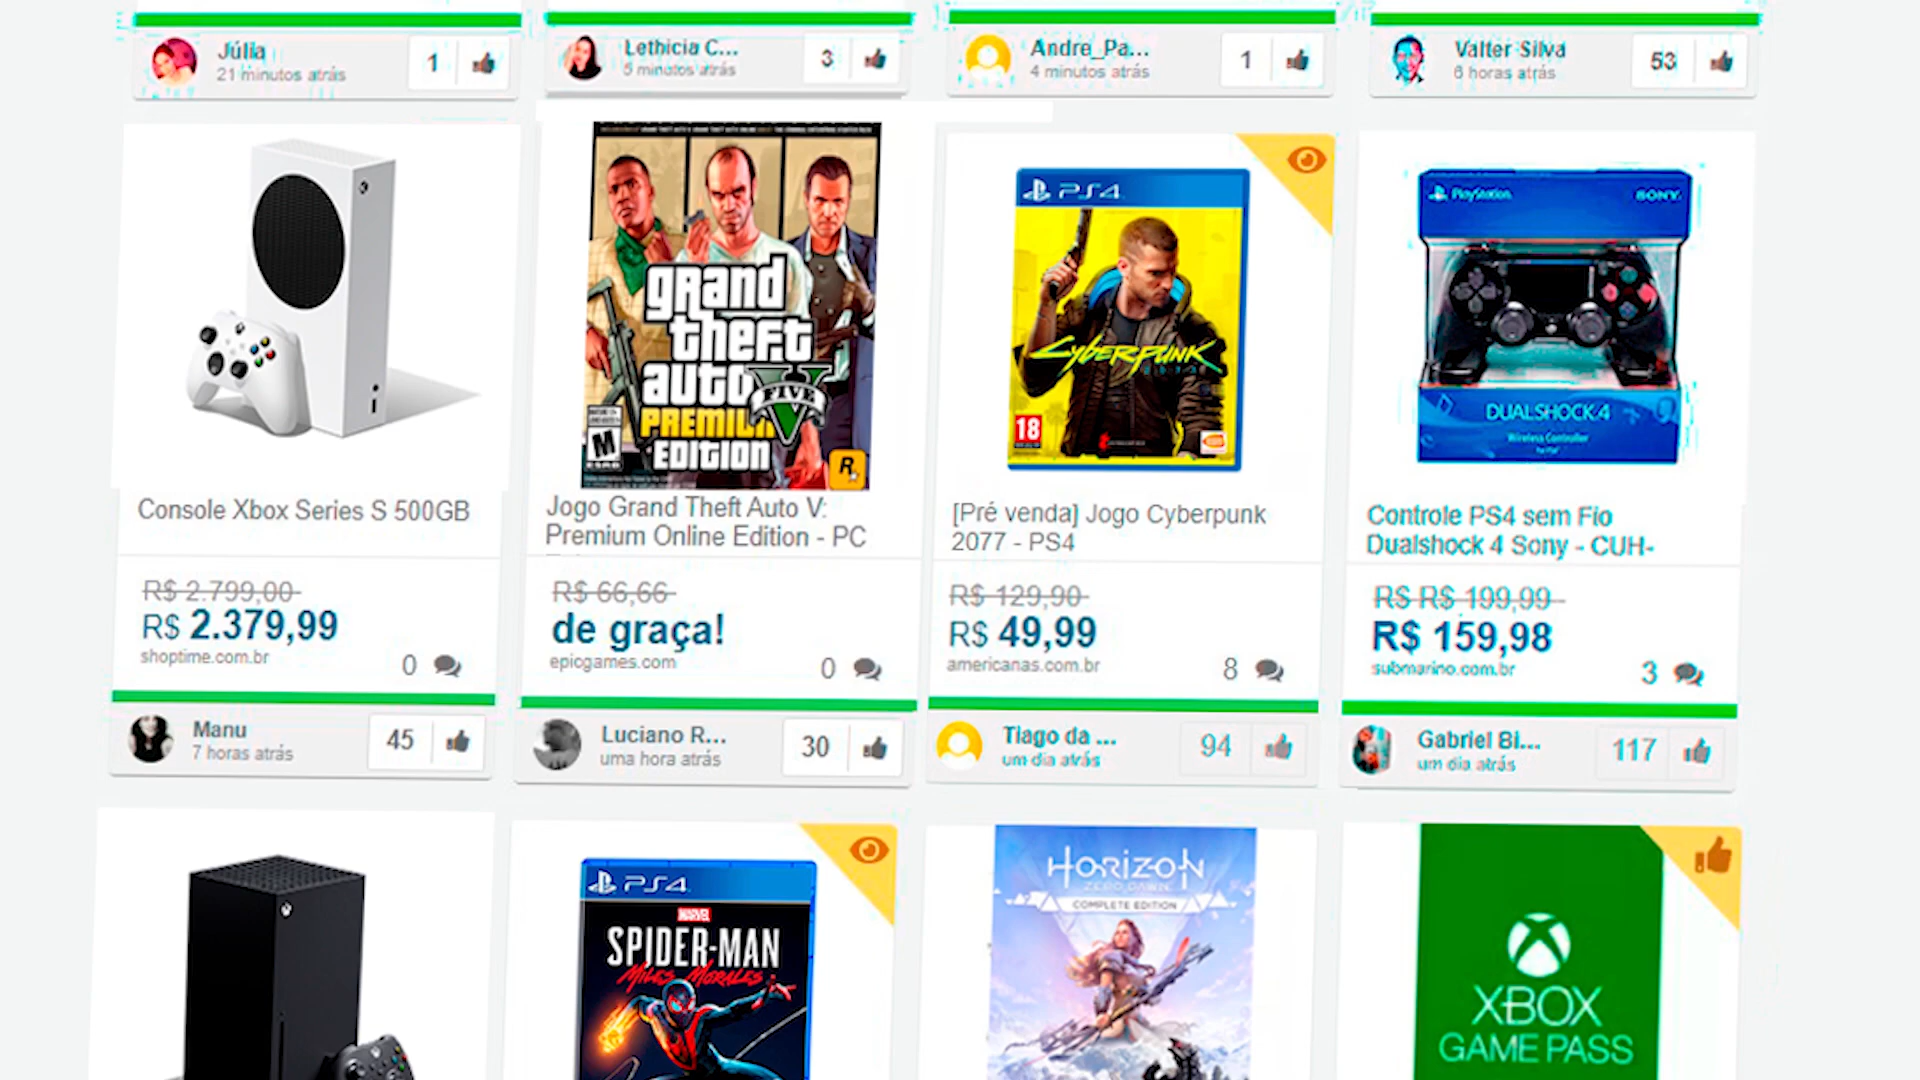 Júlia
21 minutos atrás
1
Lethicia C...
5 minutos atrás
3
Andre_Pa...
4 minutos atrás
1
Valter Silva
6 horas atrás
53
grand
theft
auto
FIVE
PREMIUM
EDITION
M
R
PS4
CYBERPUNK
18
PlayStation
SONY
DUALSHOCK 4
Wireless Controller
Console Xbox Series S 500GB
Jogo Grand Theft Auto V:
Premium Online Edition - PC
[Pré venda] Jogo Cyberpunk
2077 - PS4
Controle PS4 sem Fio
Dualshock 4 Sony - CUH-
R$ 2.799,00
R$ 2.379,99
shoptime.com.br
0
R$ 66,66
de graça!
epicgames.com
0
R$ 129,90
R$ 49,99
americanas.com.br
8
R$ R$ 199,99
R$ 159,98
submarino.com.br
3
Manu
7 horas atrás
45
Luciano R...
uma hora atrás
30
Tiago da ...
um dia atrás
94
Gabriel Bi...
um dia atrás
117
PS4
MARVEL
SPIDER-MAN
MILES MORALES
HORIZON
ZERO DAWN
COMPLETE EDITION
XBOX
GAME PASS